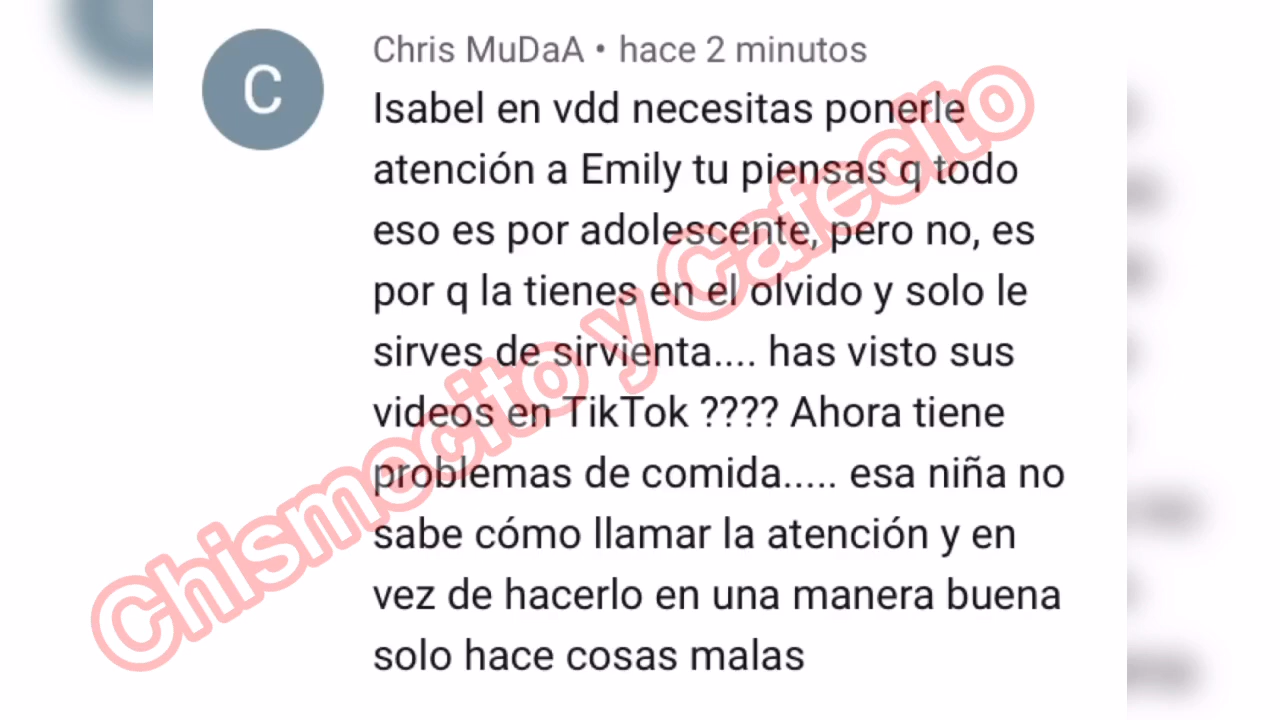 C
Chris MuDaA • hace 2 minutos
Isabel en vdd necesitas ponerle
atención a Emily tu piensas q todo
eso es por adolescente, pero no, es
por q la tienes en el olvido y solo le
sirves de sirvienta.... has visto sus
videos en TikTok ???? Ahora tiene
problemas de comida..... esa niña no
sabe cómo llamar la atención y en
vez de hacerlo en una manera buena
solo hace cosas malas
Chismecito y Cafecito